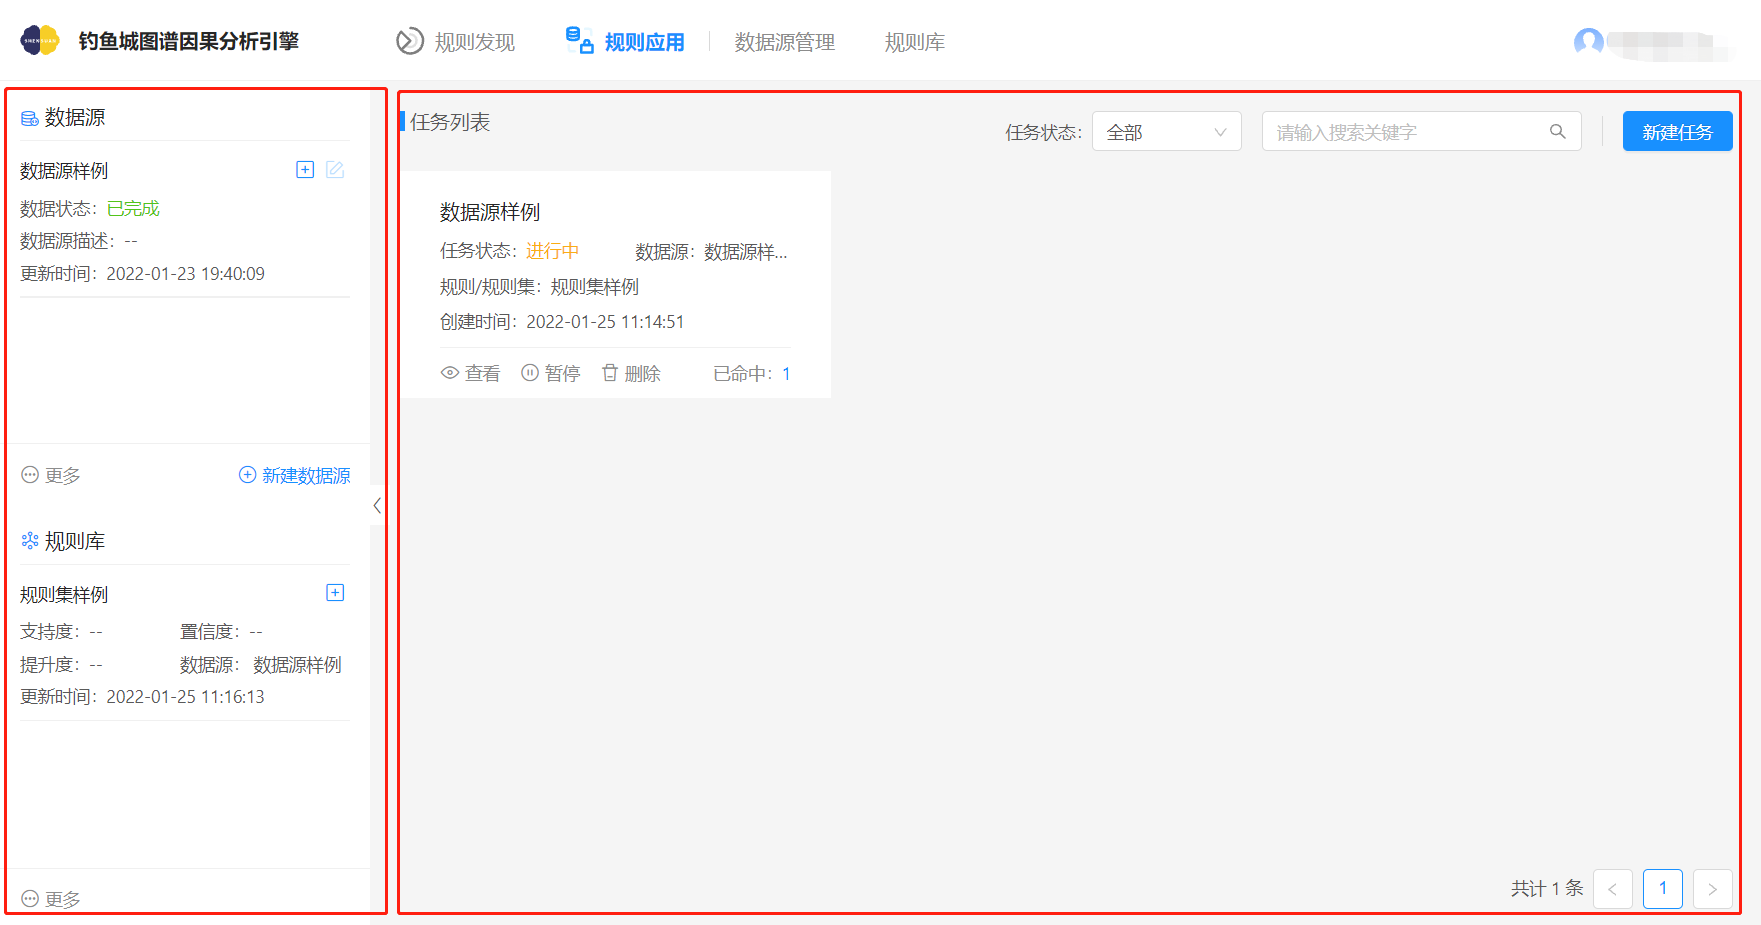 钓鱼城图谱因果分析引擎
规则发现
规则应用
数据源管理
规则库
数据源
数据源样例
数据状态：已完成
数据源描述：--
更新时间：2022-01-23 19:40:09
更多
新建数据源
规则库
规则集样例
支持度：--
置信度：--
提升度：--
数据源：数据源样例
更新时间：2022-01-25 11:16:13
更多
任务列表
任务状态：
全部
请输入搜索关键字
新建任务
数据源样例
任务状态：进行中
数据源：数据源样...
规则/规则集：规则集样例
创建时间：2022-01-25 11:14:51
查看
暂停
删除
已命中：1
共计 1 条
1